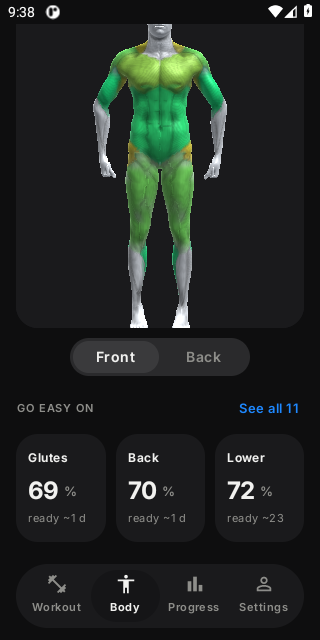 9:38
Front
Back
GO EASY ON
See all 11
Glutes
69 %
ready ~1 d
Back
70 %
ready ~1 d
Lower
72 %
ready ~23
Workout
Body
Progress
Settings